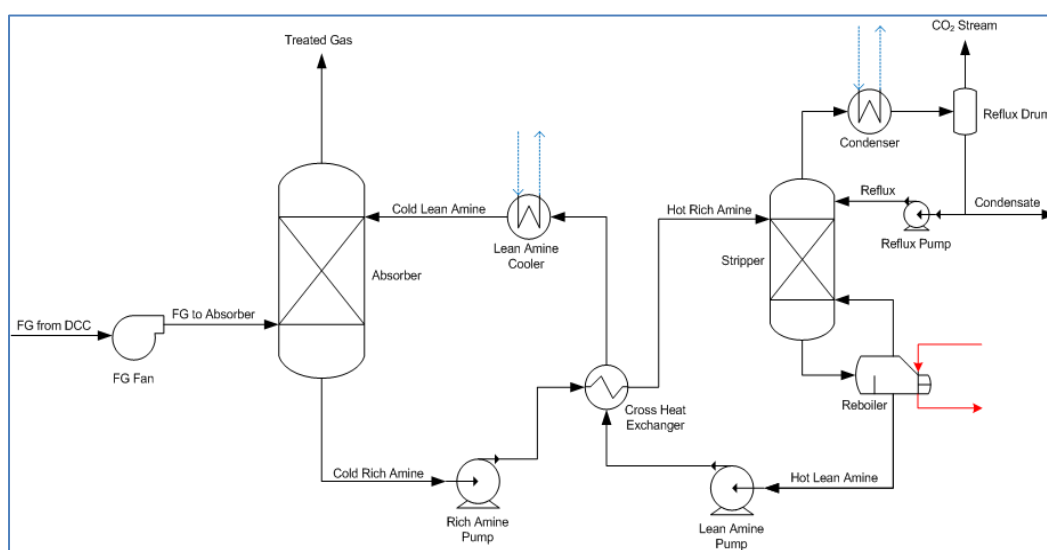 CO₂ Stream
Treated Gas
Reflux Drum
Condenser
Cold Lean Amine
Hot Rich Amine
Reflux
Condensate
Lean Amine
Cooler
Reflux Pump
Stripper
Absorber
FG from DCC
FG to Absorber
FG Fan
Cross Heat
Exchanger
Reboiler
Cold Rich Amine
Hot Lean Amine
Rich Amine
Pump
Lean Amine
Pump